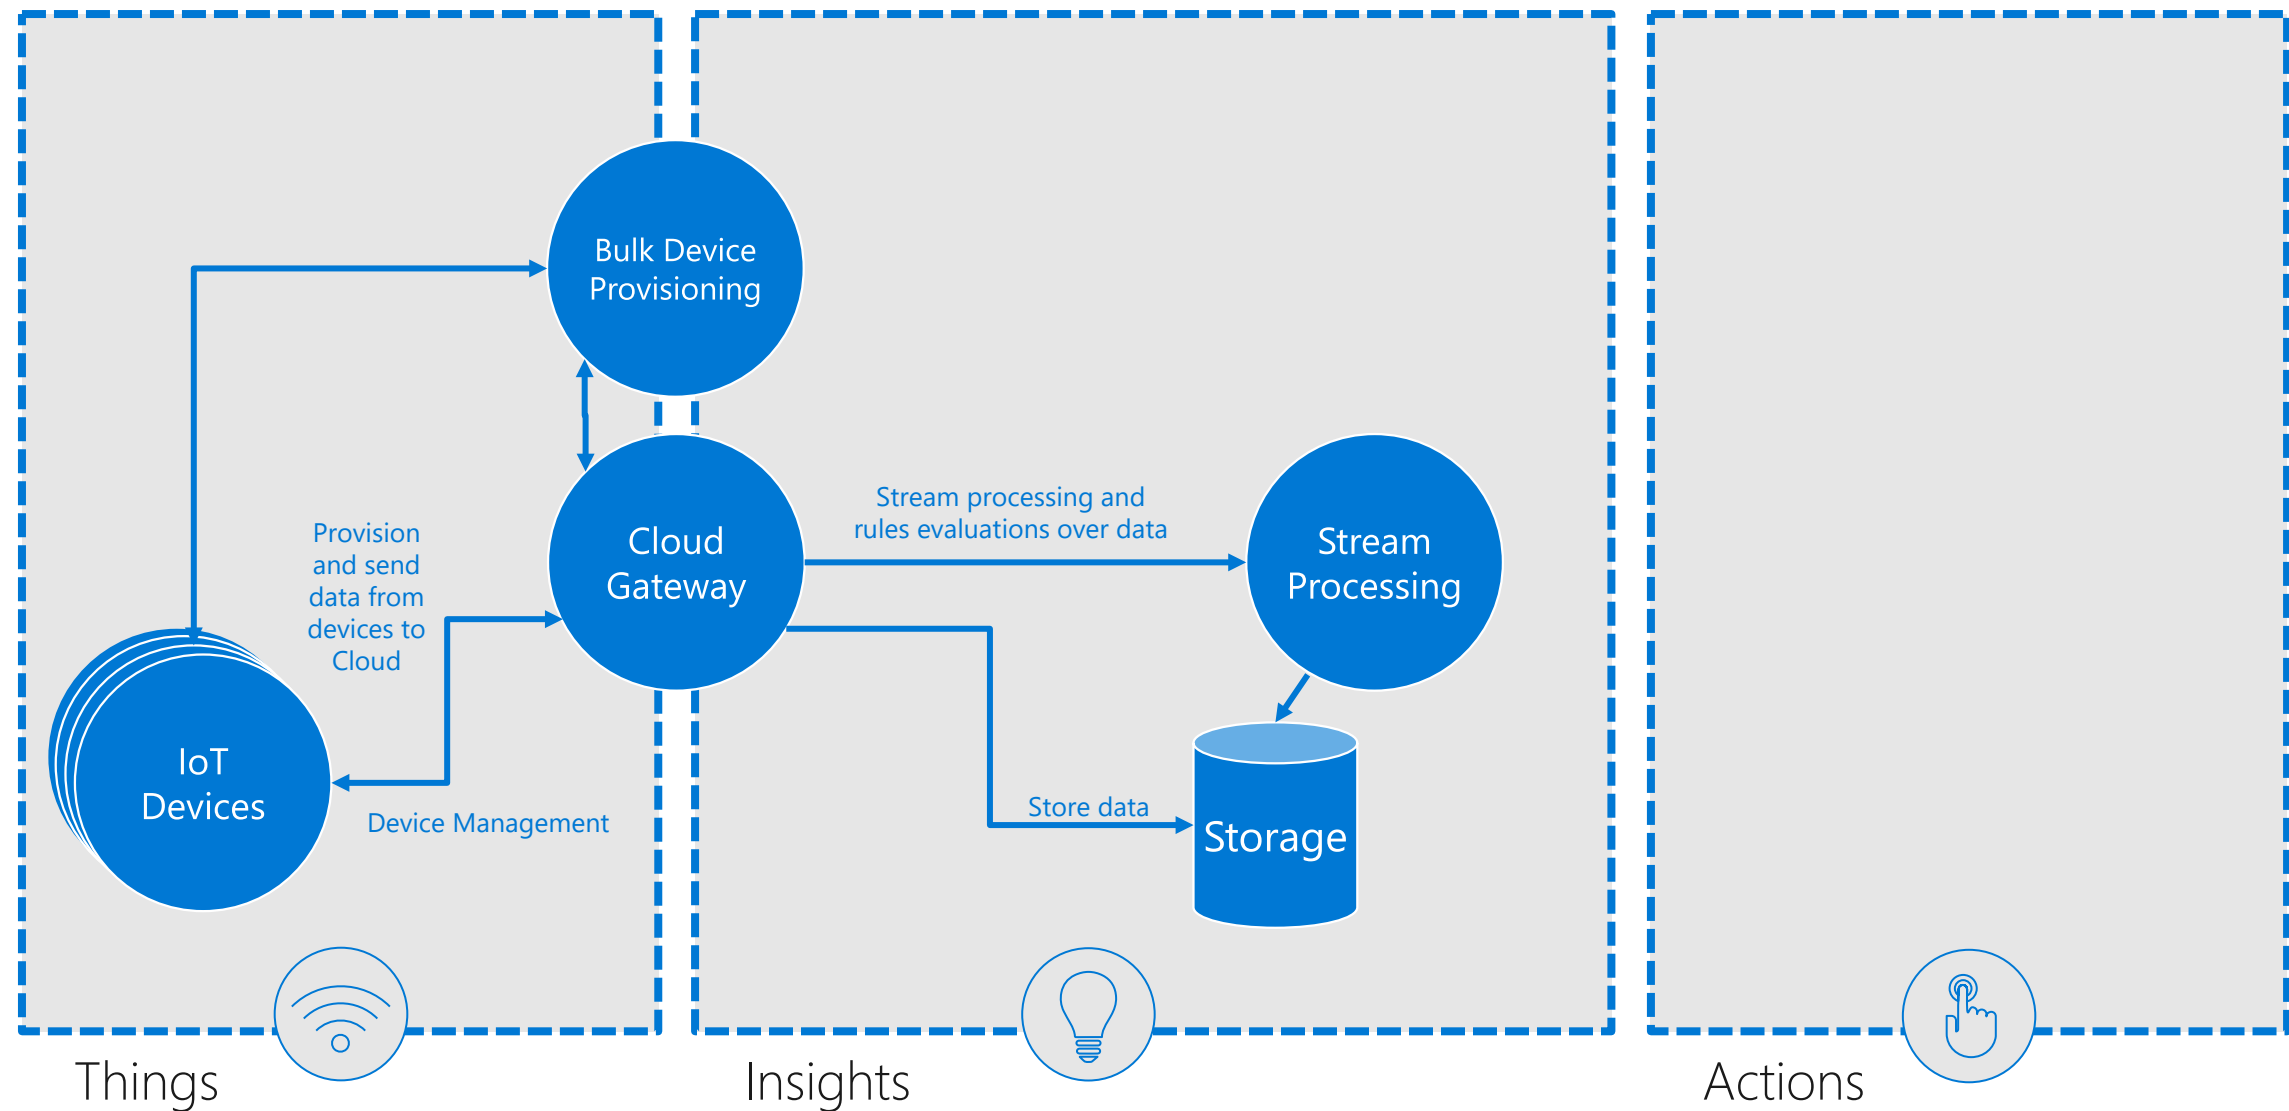 Bulk Device
Provisioning
Provision
and send
data from
devices to
Cloud
Cloud
Gateway
Stream processing and
rules evaluations over data
Stream
Processing
IoT
Devices
Device Management
Store data
Storage
Things
Insights
Actions